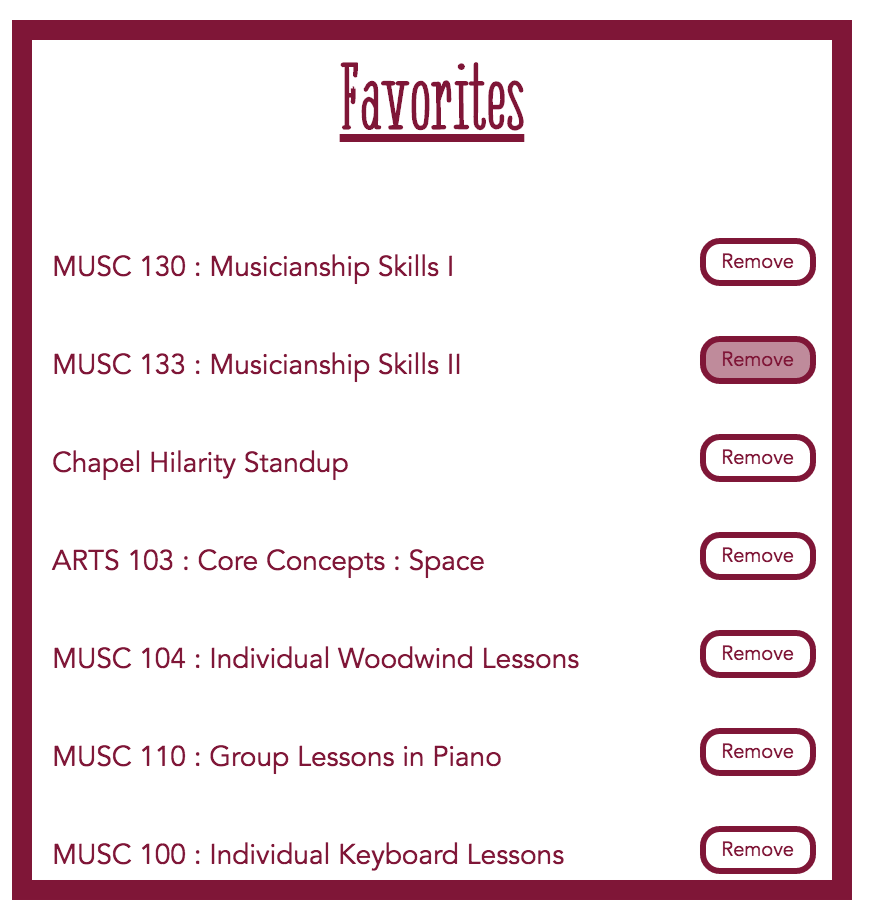 Favorites
MUSC 130 : Musicianship Skills I Remove
MUSC 133 : Musicianship Skills II Remove
Chapel Hilarity Standup Remove
ARTS 103 : Core Concepts : Space Remove
MUSC 104 : Individual Woodwind Lessons Remove
MUSC 110 : Group Lessons in Piano Remove
MUSC 100 : Individual Keyboard Lessons Remove